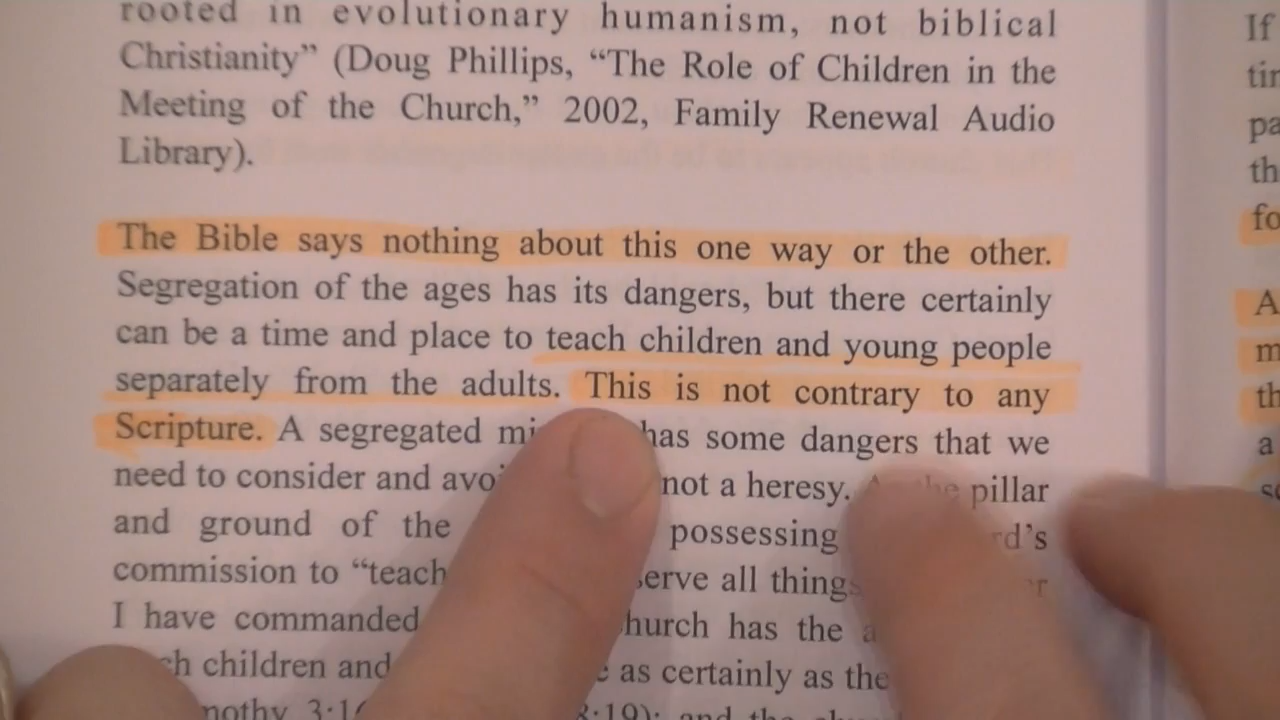 rooted in evolutionary humanism, not biblical
Christianity” (Doug Phillips, “The Role of Children in the
Meeting of the Church,” 2002, Family Renewal Audio
Library).
The Bible says nothing about this one way or the other.
Segregation of the ages has its dangers, but there certainly
can be a time and place to teach children and young people
separately from the adults. This is not contrary to any
Scripture. A segregated has some dangers that we
need to consider and not a heresy. pillar
and ground of the possessing
commission to “teach all things
I have commanded has the
children and as certainly as the
and the
If